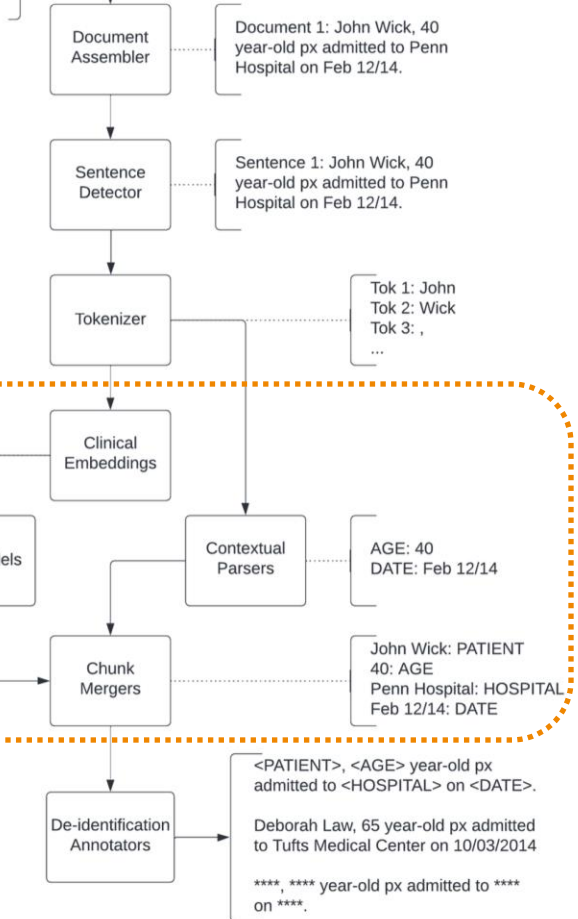 Document
Assembler
Document 1: John Wick, 40
year-old px admitted to Penn
Hospital on Feb 12/14.
Sentence
Detector
Sentence 1: John Wick, 40
year-old px admitted to Penn
Hospital on Feb 12/14.
Tokenizer
Tok 1: John
Tok 2: Wick
Tok 3: ,
...
Clinical
Embeddings
els
Contextual
Parsers
AGE: 40
DATE: Feb 12/14
Chunk
Mergers
John Wick: PATIENT
40: AGE
Penn Hospital: HOSPITAL
Feb 12/14: DATE
De-identification
Annotators
<PATIENT>, <AGE> year-old px
admitted to <HOSPITAL> on <DATE>.
Deborah Law, 65 year-old px admitted
to Tufts Medical Center on 10/03/2014
****, **** year-old px admitted to ****
on ****.